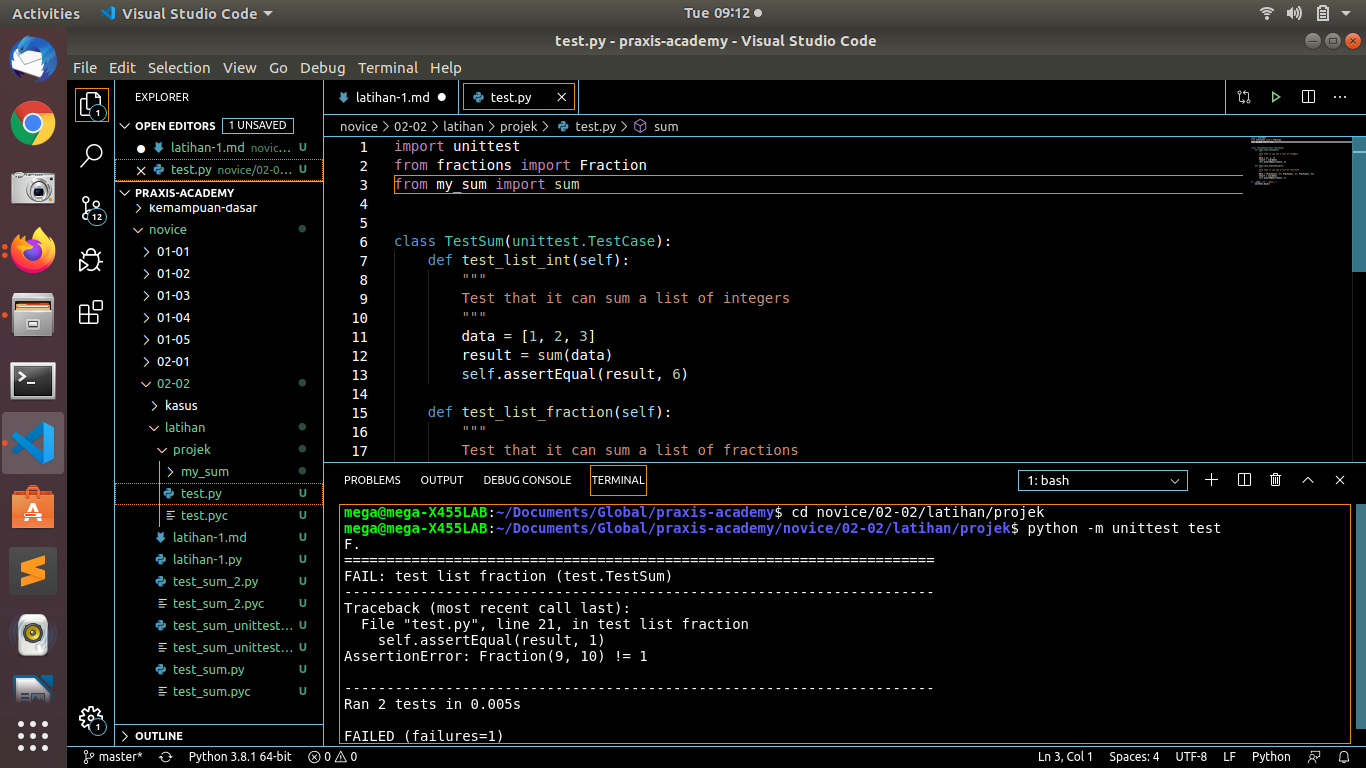 Activities Visual Studio Code Tue 09:12
test.py - praxis-academy - Visual Studio Code
File Edit Selection View Go Debug Terminal Help
EXPLORER
OPEN EDITORS 1 UNSAVED
latihan-1.md novic... U
test.py novice/02-0... U
PRAXIS-ACADEMY
kemampuan-dasar
novice
01-01
01-02
01-03
01-04
01-05
02-01
02-02
kasus
latihan
projek
my_sum
test.py U
test.pyc U
latihan-1.md U
latihan-1.py U
test_sum_2.py U
test_sum_2.pyc U
test_sum_unittest... U
test_sum_unittest... U
test_sum.py U
test_sum.pyc U
OUTLINE
1
12
1
latihan-1.md test.py
novice > 02-02 > latihan > projek > test.py > sum
1 import unittest
2 from fractions import Fraction
3 from my_sum import sum
4
5
6 class TestSum(unittest.TestCase):
7 def test_list_int(self):
8 """
9 Test that it can sum a list of integers
10 """
11 data = [1, 2, 3]
12 result = sum(data)
13 self.assertEqual(result, 6)
14
15 def test_list_fraction(self):
16 """
17 Test that it can sum a list of fractions
PROBLEMS OUTPUT DEBUG CONSOLE TERMINAL 1: bash
mega@mega-X455LAB:~/Documents/Global/praxis-academy$ cd novice/02-02/latihan/projek
mega@mega-X455LAB:~/Documents/Global/praxis-academy/novice/02-02/latihan/projek$ python -m unittest test
F.
======================================================================
FAIL: test list fraction (test.TestSum)
----------------------------------------------------------------------
Traceback (most recent call last):
File "test.py", line 21, in test list fraction
self.assertEqual(result, 1)
AssertionError: Fraction(9, 10) != 1
----------------------------------------------------------------------
Ran 2 tests in 0.005s
FAILED (failures=1)
master* Python 3.8.1 64-bit 0 0 Ln 3, Col 1 Spaces: 4 UTF-8 LF Python